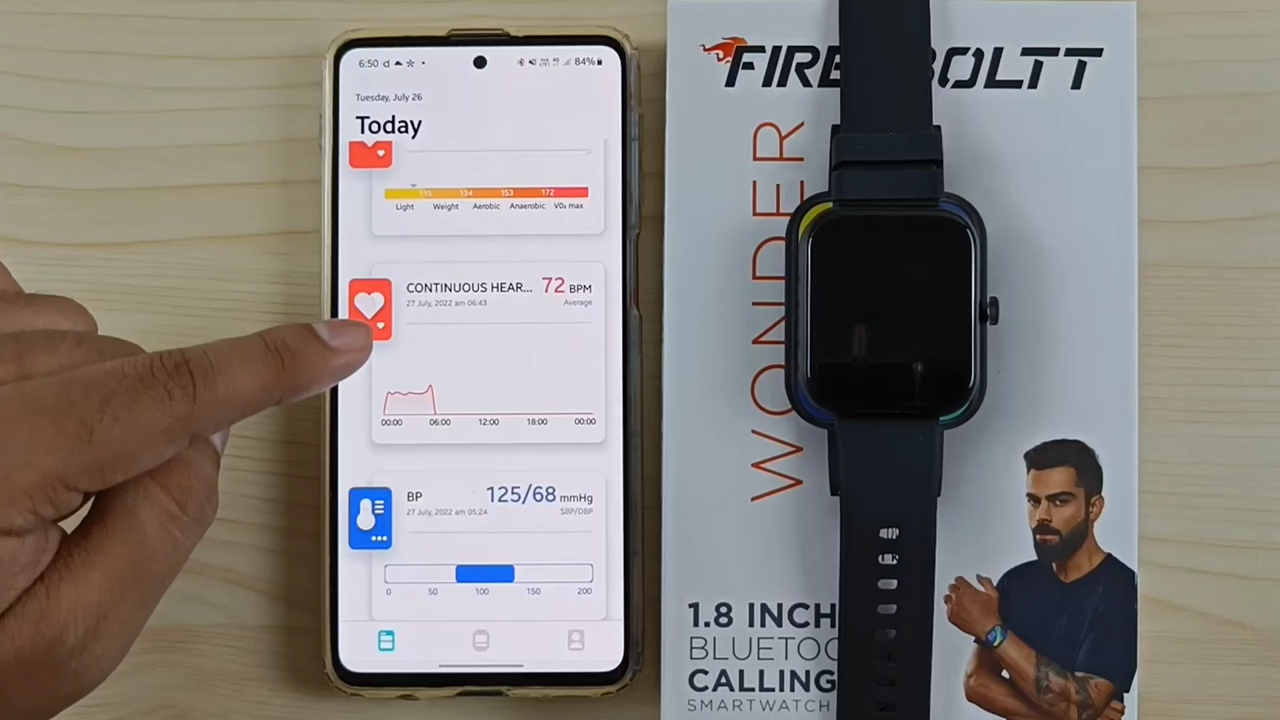 6:50
84%
Tuesday, July 26
Today
115 134 153 172
Light Weight Aerobic Anaerobic VO₂ max
CONTINUOUS HEAR... 72 BPM
27 July, 2022 am 06:43 Average
00:00 06:00 12:00 18:00 00:00
BP 125/68 mmHg
27 July, 2022 am 05:24 SBP/DBP
0 50 100 150 200
FIRE BOLTT
WONDER
1.8 INCH
BLUETOO
CALLING
SMARTWATCH